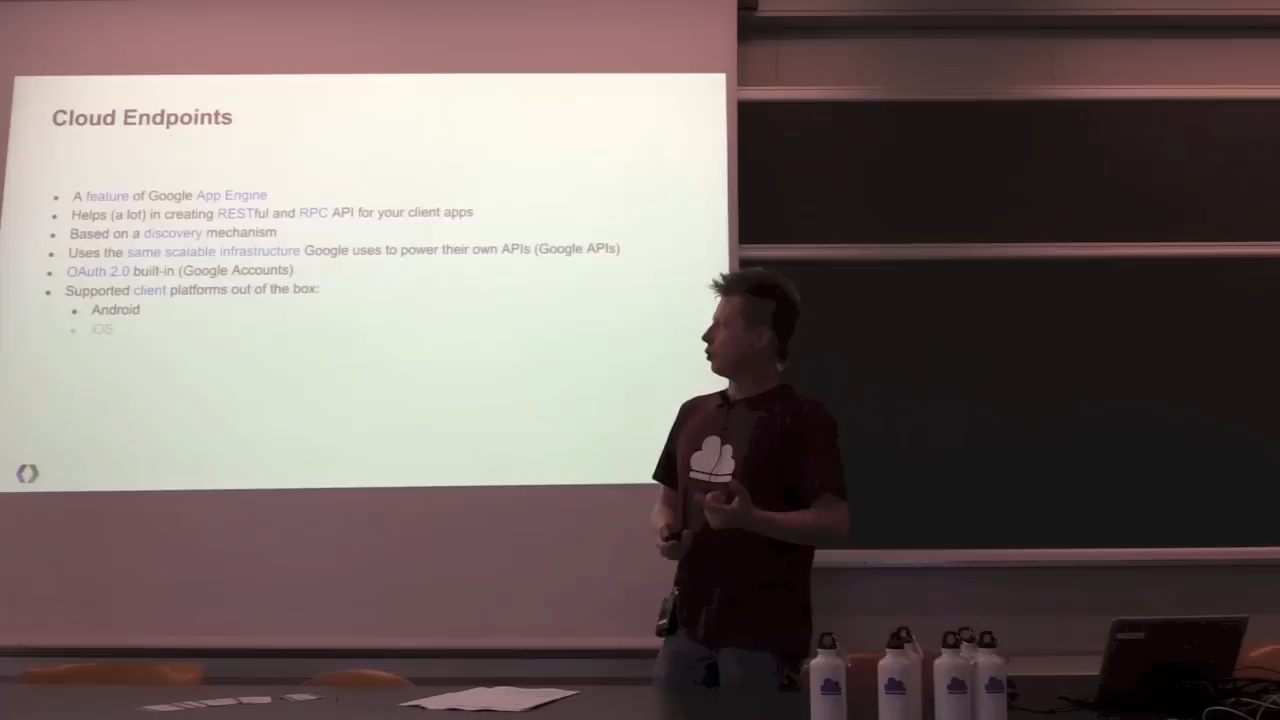 Cloud Endpoints
A feature of Google App Engine
Helps (a lot) in creating RESTful and RPC API for your client apps
Based on a discovery mechanism
Uses the same scalable infrastructure Google uses to power their own APIs (Google APIs)
OAuth 2.0 built-in (Google Accounts)
Supported client platforms out of the box:
Android
iOS